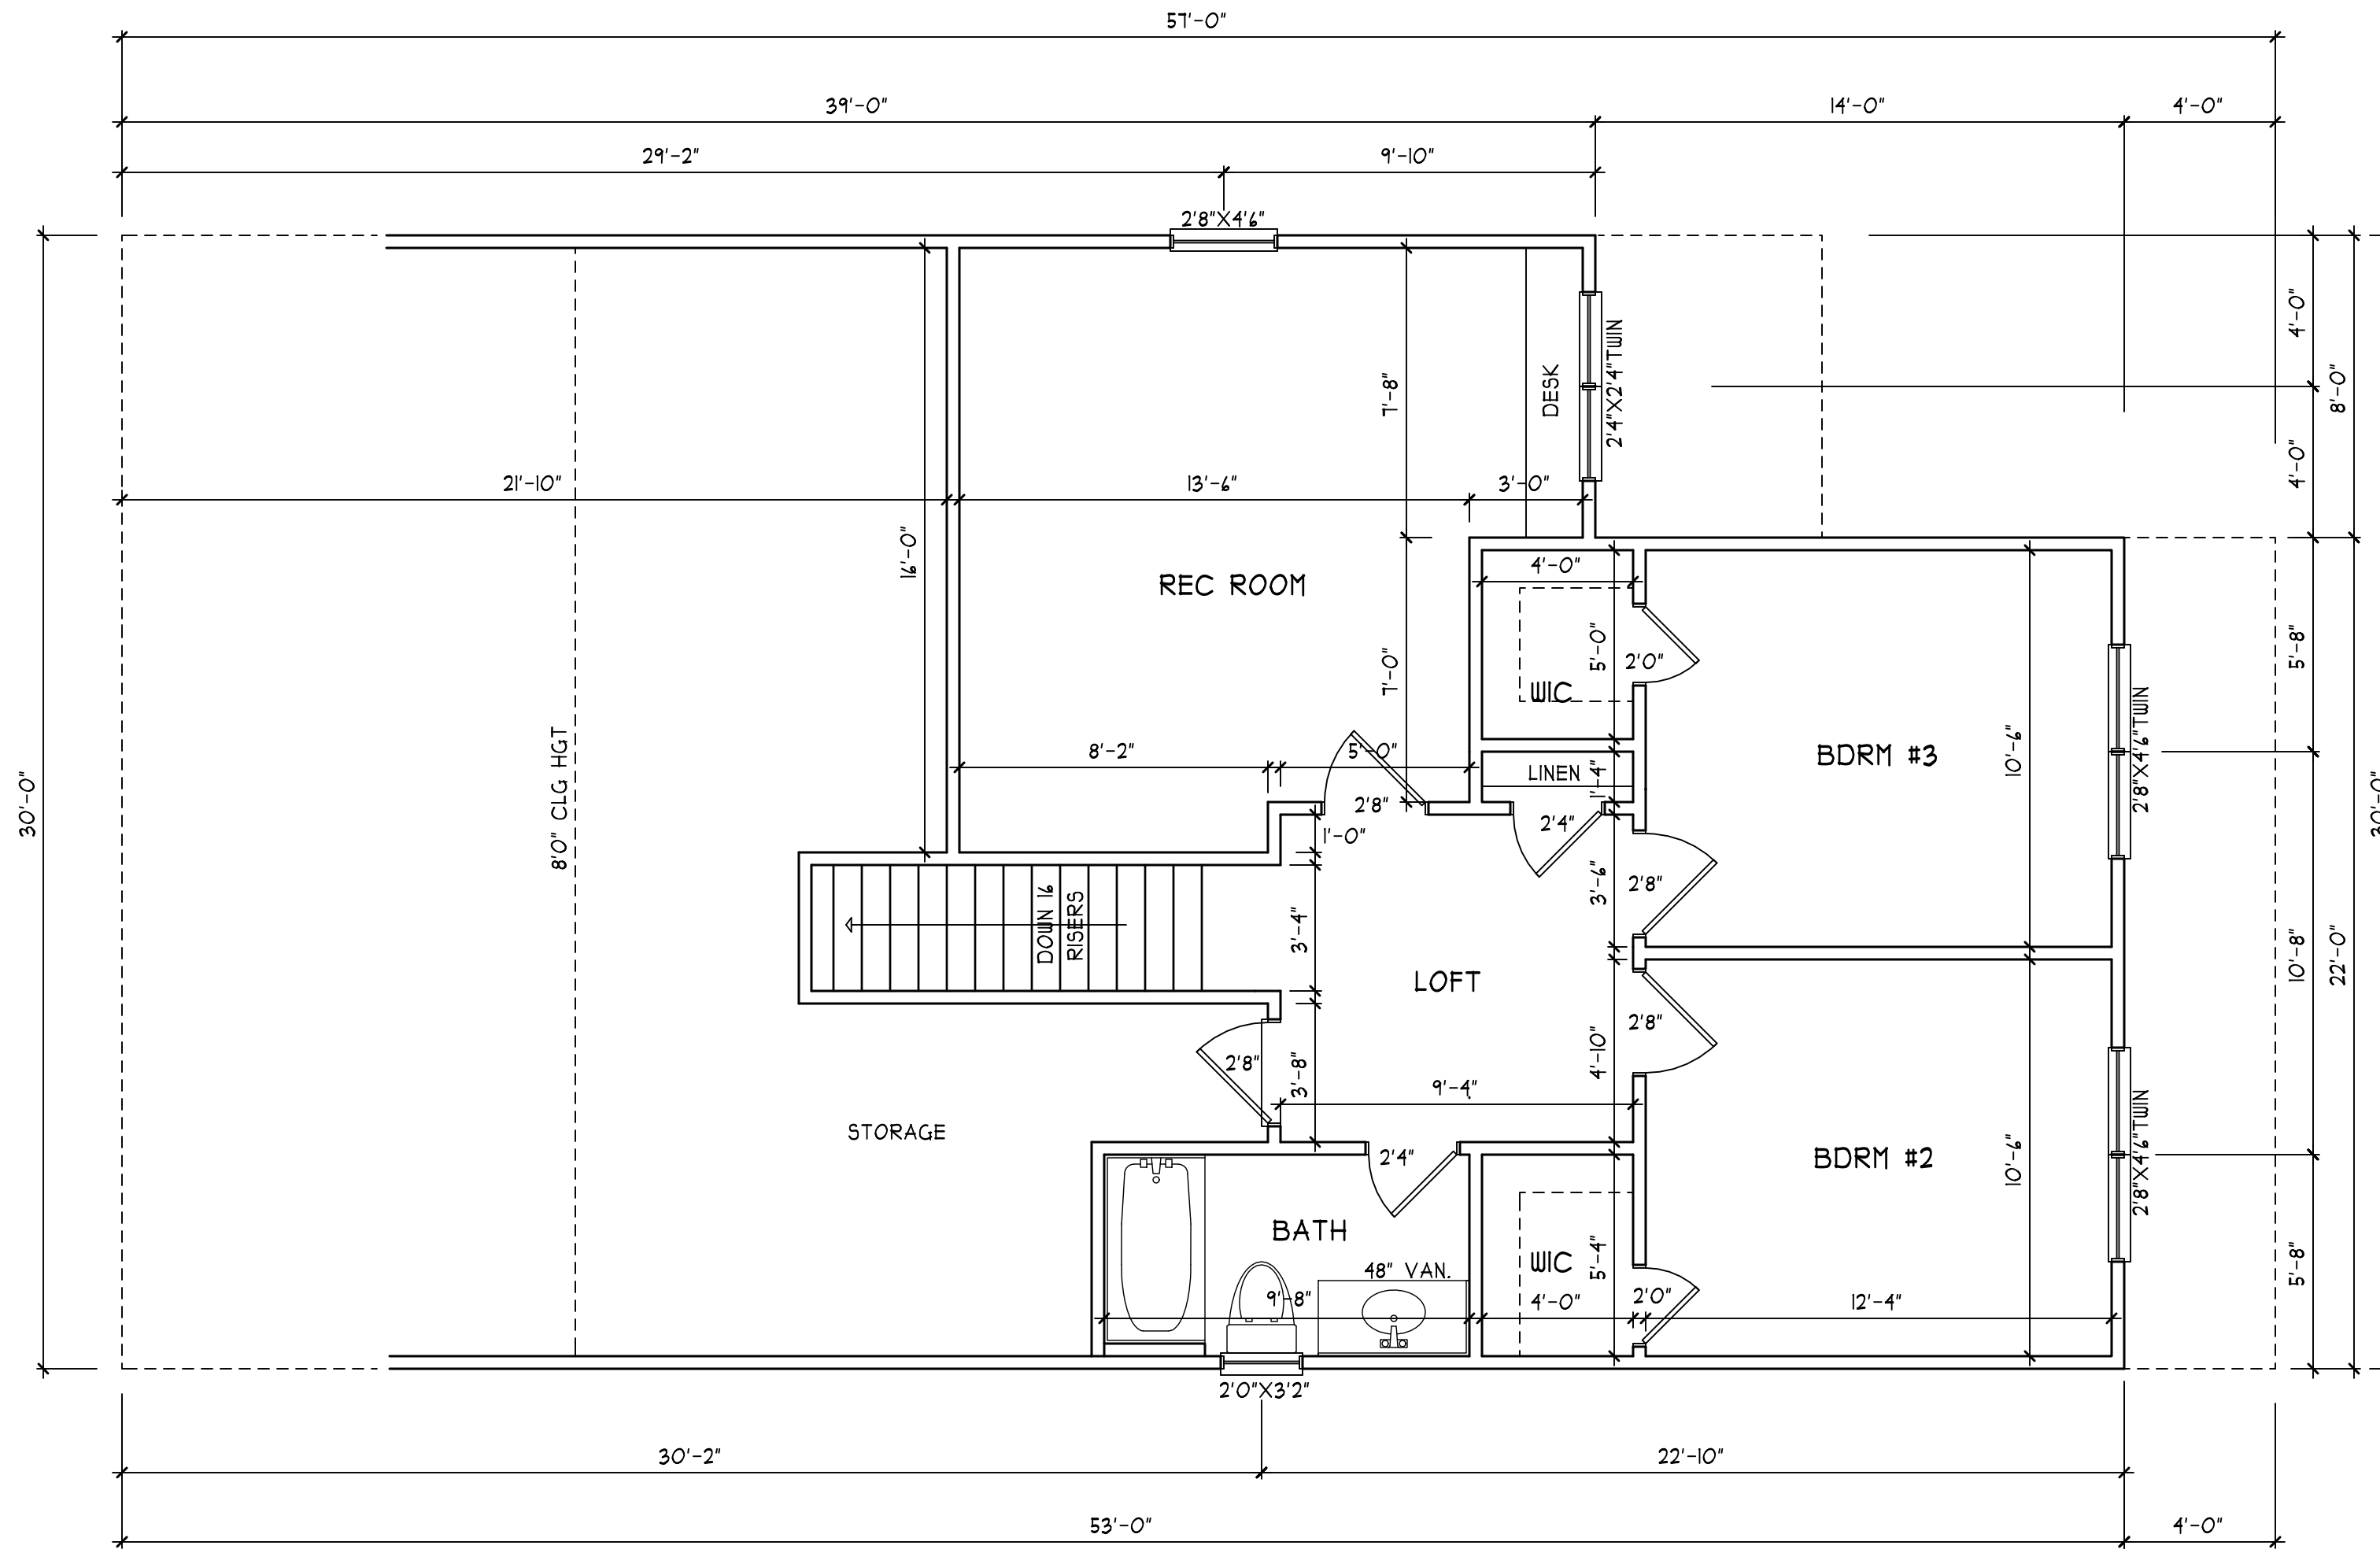 57'-0"
39'-0"
14'-0"
4'-0"
29'-2"
9'-10"
2'8"X4'6"
4'-0"
8'-0"
7'-8"
DESK
2'4"X2'4"TWIN
4'-0"
21'-10"
13'-6"
3'-0"
16'-0"
REC ROOM
4'-0"
5'-0"
2'0"
WIC
7'-0"
5'-8"
30'-0"
8'0" CLG HGT
8'-2"
5'-0"
LINEN
1'-4"
BDRM #3
10'-6"
2'8"X4'6"TWIN
30'-0"
2'8"
2'4"
1'-0"
3'-6"
2'8"
DOWN 16
RISERS
3'-4"
LOFT
10'-8"
22'-0"
2'8"
4'-10"
2'8"
3'-8"
9'-4"
STORAGE
2'4"
BDRM #2
10'-6"
2'8"X4'6"TWIN
BATH
WIC
5'-4"
48" VAN.
9'-8"
4'-0"
2'0"
12'-4"
5'-8"
2'0"X3'2"
30'-2"
22'-10"
53'-0"
4'-0"